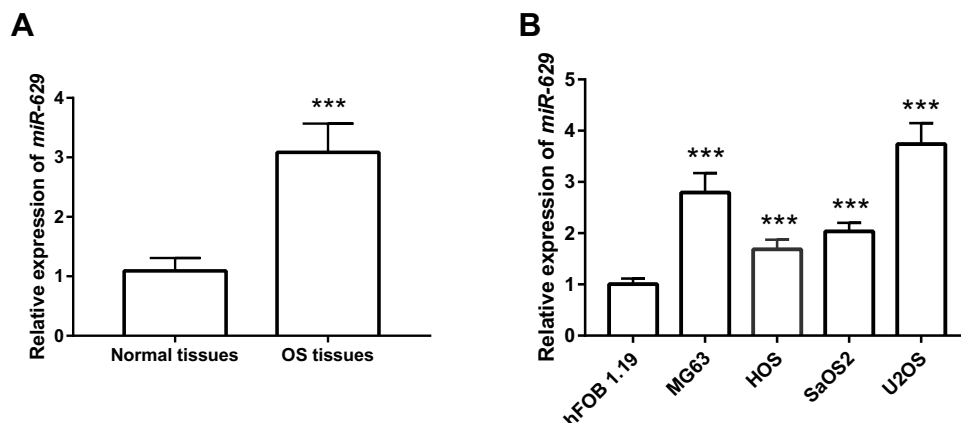 A
Relative expression of miR-629
4
3
2
1
0
***
Normal tissues
OS tissues
B
Relative expression of miR-629
5
4
3
2
1
0
***
***
***
***
hFOB 1.19
MG63
HOS
SaOS2
U2OS